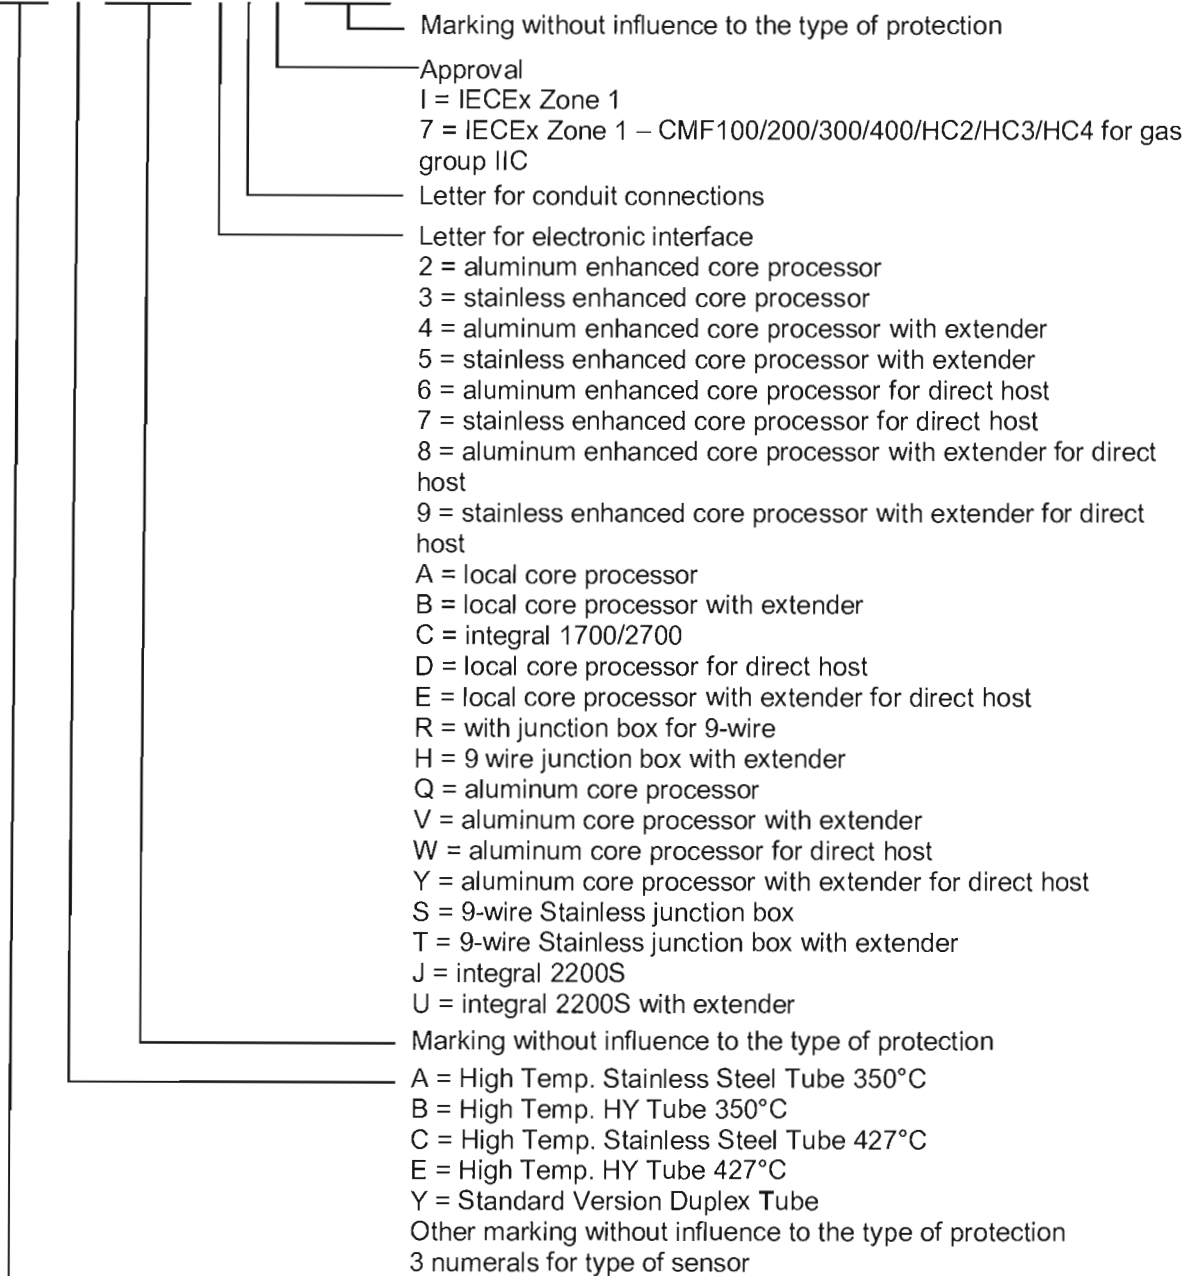 Marking without influence to the type of protection
Approval
I = IECEx Zone 1
7 = IECEx Zone 1 – CMF100/200/300/400/HC2/HC3/HC4 for gas
group IIC
Letter for conduit connections
Letter for electronic interface
2 = aluminum enhanced core processor
3 = stainless enhanced core processor
4 = aluminum enhanced core processor with extender
5 = stainless enhanced core processor with extender
6 = aluminum enhanced core processor for direct host
7 = stainless enhanced core processor for direct host
8 = aluminum enhanced core processor with extender for direct
host
9 = stainless enhanced core processor with extender for direct
host
A = local core processor
B = local core processor with extender
C = integral 1700/2700
D = local core processor for direct host
E = local core processor with extender for direct host
R = with junction box for 9-wire
H = 9 wire junction box with extender
Q = aluminum core processor
V = aluminum core processor with extender
W = aluminum core processor for direct host
Y = aluminum core processor with extender for direct host
S = 9-wire Stainless junction box
T = 9-wire Stainless junction box with extender
J = integral 2200S
U = integral 2200S with extender
Marking without influence to the type of protection
A = High Temp. Stainless Steel Tube 350°C
B = High Temp. HY Tube 350°C
C = High Temp. Stainless Steel Tube 427°C
E = High Temp. HY Tube 427°C
Y = Standard Version Duplex Tube
Other marking without influence to the type of protection
3 numerals for type of sensor